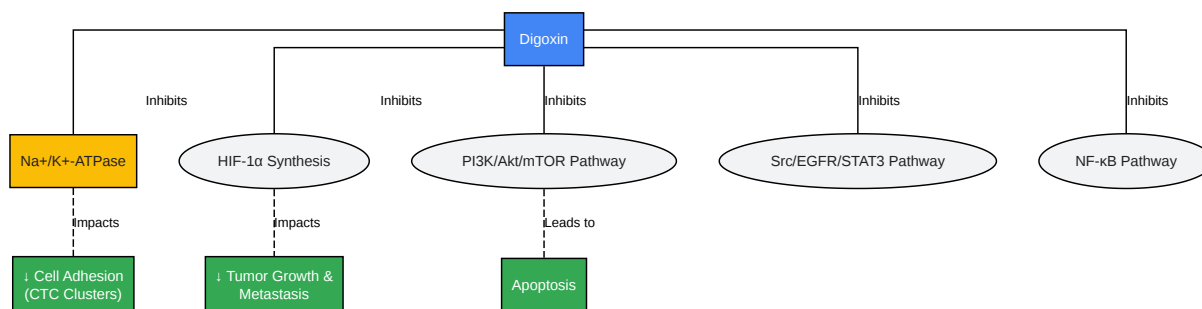 Digoxin
Inhibits
Inhibits
Inhibits
Inhibits
Inhibits
Na+/K+-ATPase
HIF-1α Synthesis
PI3K/Akt/mTOR Pathway
Src/EGFR/STAT3 Pathway
NF-κB Pathway
Impacts
Impacts
Leads to
↓ Cell Adhesion
(CTC Clusters)
↓ Tumor Growth &
Metastasis
Apoptosis